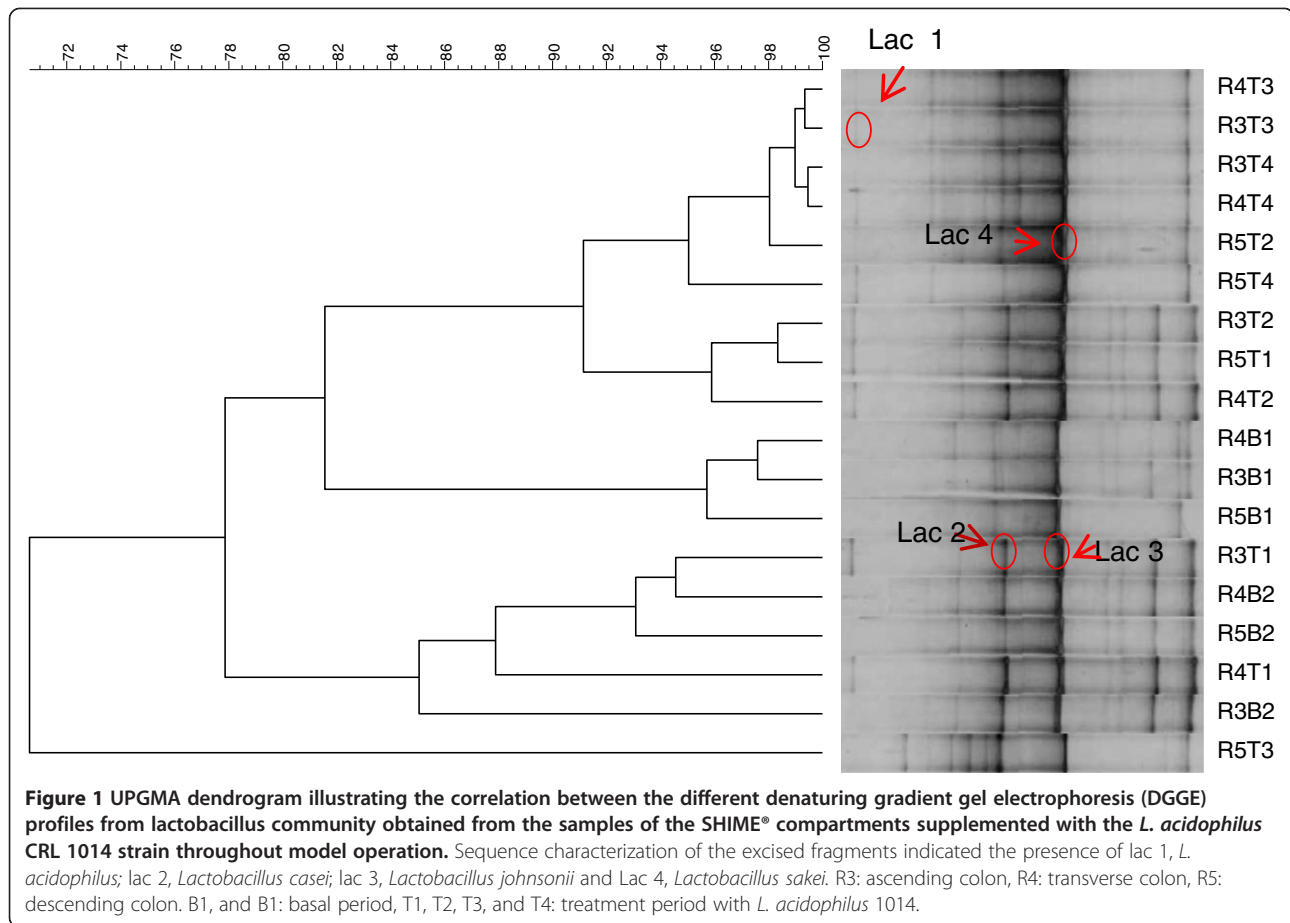 72 74 76 78 80 82 84 86 88 90 92 94 96 98 100
Lac 1
R4T3
R3T3
R3T4
R4T4
Lac 4
R5T2
R5T4
R3T2
R5T1
R4T2
R4B1
R3B1
R5B1
Lac 2
Lac 3
R3T1
R4B2
R5B2
R4T1
R3B2
R5T3
Figure 1 UPGMA dendrogram illustrating the correlation between the different denaturing gradient gel electrophoresis (DGGE)
profiles from lactobacillus community obtained from the samples of the SHIME® compartments supplemented with the L. acidophilus
CRL 1014 strain throughout model operation. Sequence characterization of the excised fragments indicated the presence of lac 1, L.
acidophilus; lac 2, Lactobacillus casei; lac 3, Lactobacillus johnsonii and Lac 4, Lactobacillus sakei. R3: ascending colon, R4: transverse colon, R5:
descending colon. B1, and B1: basal period, T1, T2, T3, and T4: treatment period with L. acidophilus 1014.